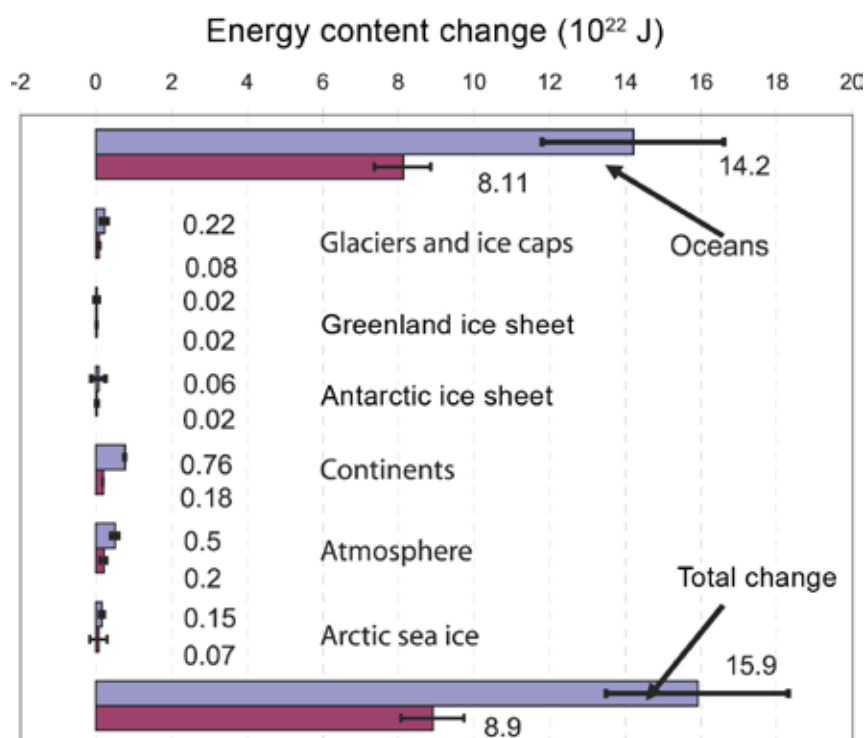 Energy content change (10²² J)
-2 0 2 4 6 8 10 12 14 16 18 20
14.2
8.11
Oceans
0.22
Glaciers and ice caps
0.08
0.02
Greenland ice sheet
0.02
0.06
Antarctic ice sheet
0.02
0.76
Continents
0.18
0.5
Atmosphere
0.2
Total change
0.15
Arctic sea ice
0.07
15.9
8.9